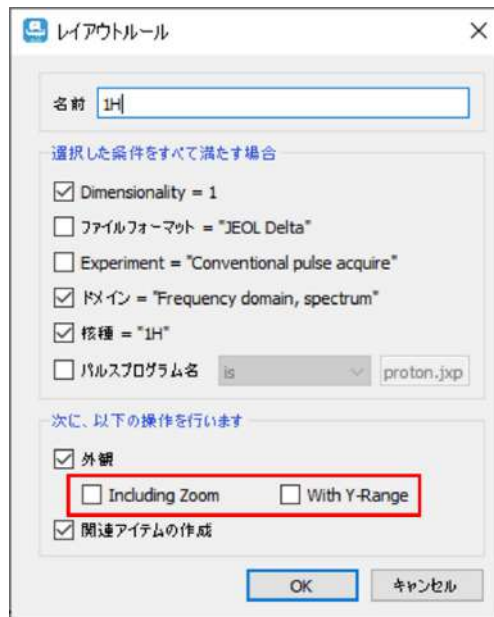 レイアウトルール
名前 1H
選択した条件をすべて満たす場合
Dimensionality = 1
ファイルフォーマット = "JEOL Delta"
Experiment = "Conventional pulse acquire"
ドメイン = "Frequency domain, spectrum"
核種 = "1H"
パルスプログラム名 is proton.jxp
次に、以下の操作を行います
外観
Including Zoom With Y-Range
関連アイテムの作成
OK キャンセル